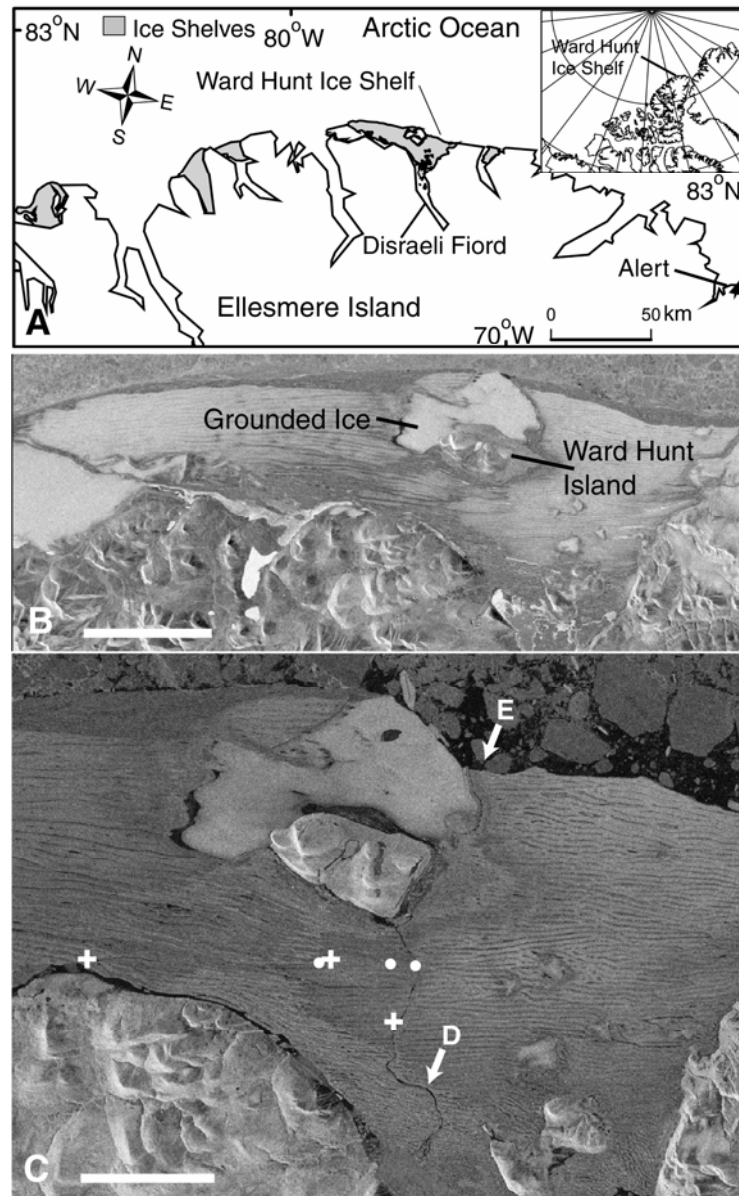 83°N
Ice Shelves
80°W
Arctic Ocean
Ward Hunt
Ice Shelf
N
W
E
S
Ward Hunt Ice Shelf
83°N
Disraeli Fiord
Alert
Ellesmere Island
0
50 km
A
70°W
Grounded Ice
Ward Hunt
Island
B
E
D
C